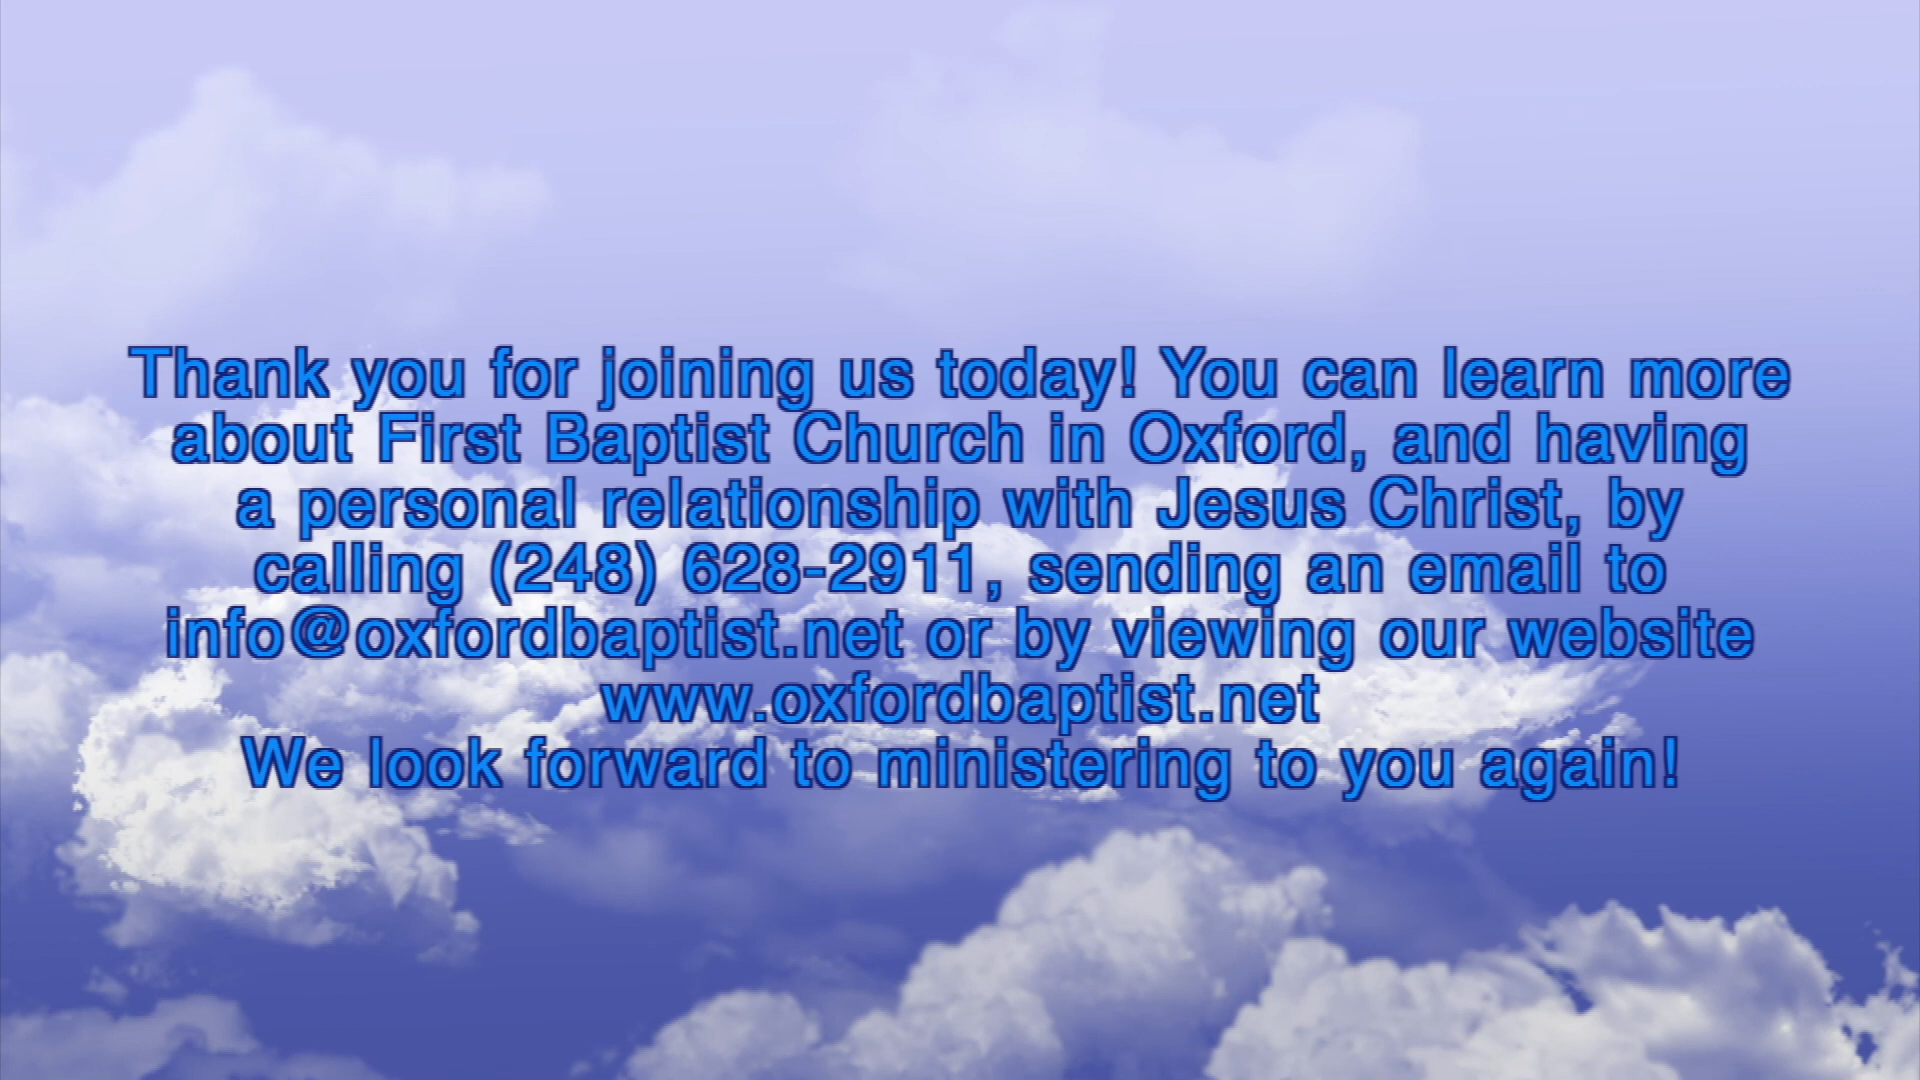 Thank you for joining us today! You can learn more
about First Baptist Church in Oxford, and having
a personal relationship with Jesus Christ, by
calling (248) 628-2911, sending an email to
info@oxfordbaptist.net or by viewing our website
www.oxfordbaptist.net
We look forward to ministering to you again!